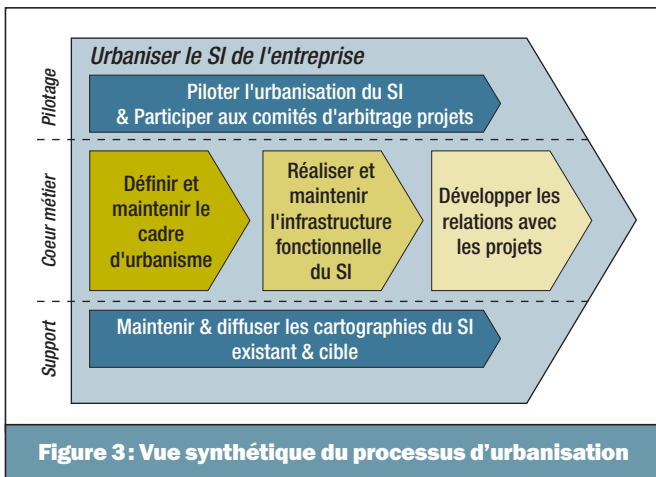 Urbaniser le SI de l'entreprise
Pilotage
Piloter l'urbanisation du SI
& Participer aux comités d'arbitrage projets
Coeur métier
Définir et
maintenir le
cadre
d'urbanisme
Réaliser et
maintenir
l'infrastructure
fonctionnelle
du SI
Développer les
relations avec
les projets
Support
Maintenir & diffuser les cartographies du SI
existant & cible
Figure 3 : Vue synthétique du processus d'urbanisation